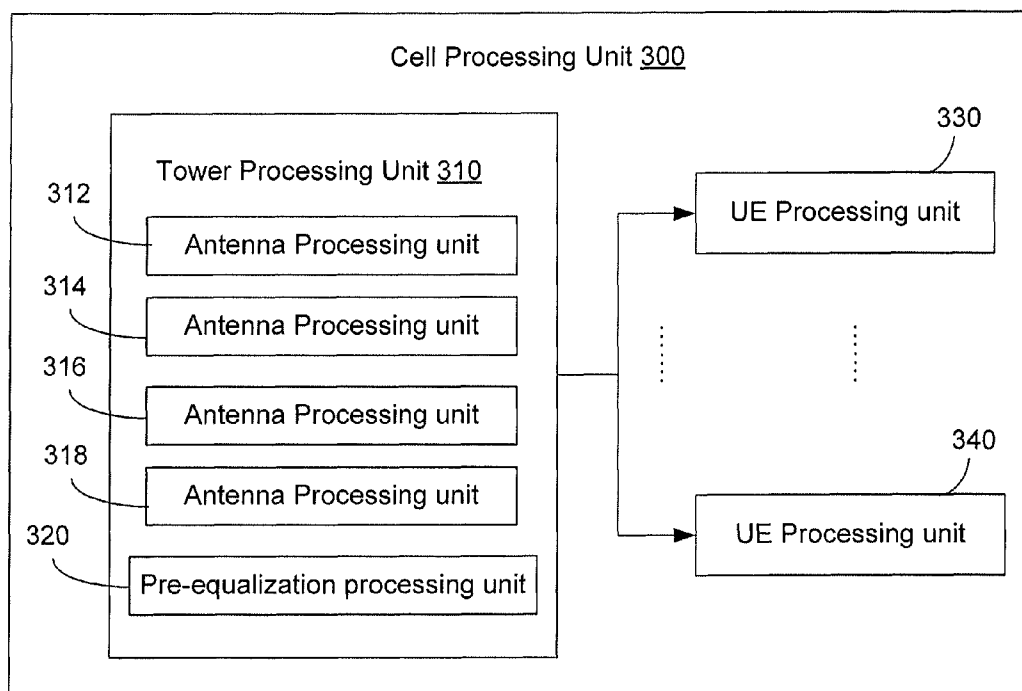 Cell Processing Unit 300
330
Tower Processing Unit 310
312
UE Processing unit
Antenna Processing unit
314
Antenna Processing unit
316
Antenna Processing unit
318
340
Antenna Processing unit
320
UE Processing unit
Pre-equalization processing unit